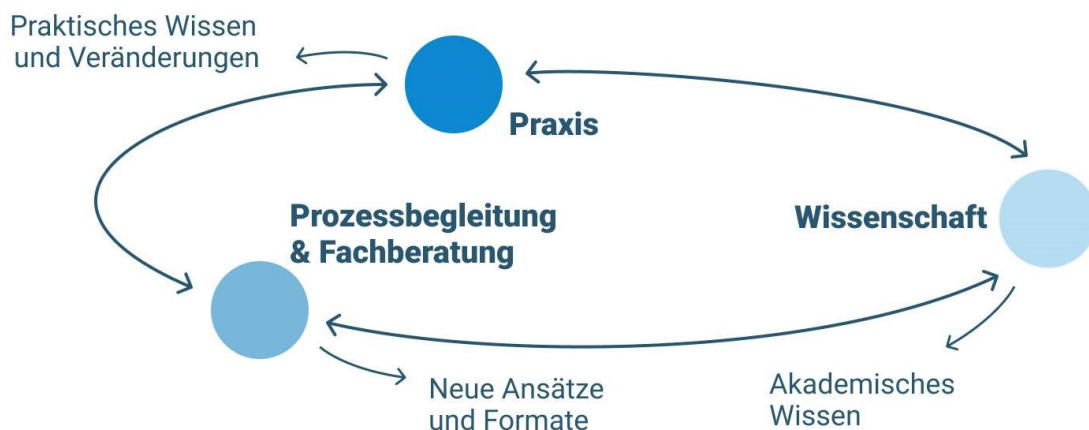 Praktisches Wissen
und Veränderungen
Praxis
Prozessbegleitung
& Fachberatung
Wissenschaft
Neue Ansätze
und Formate
Akademisches
Wissen